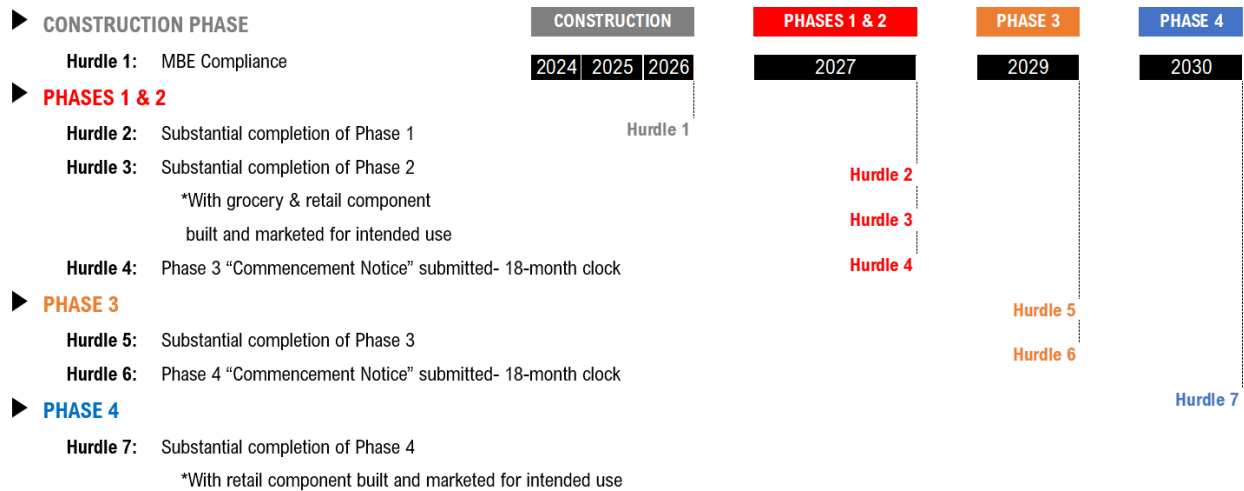 CONSTRUCTION PHASE
Hurdle 1: MBE Compliance
PHASES 1 & 2
Hurdle 2: Substantial completion of Phase 1
Hurdle 3: Substantial completion of Phase 2
*With grocery & retail component
built and marketed for intended use
Hurdle 4: Phase 3 “Commencement Notice” submitted- 18-month clock
PHASE 3
Hurdle 5: Substantial completion of Phase 3
Hurdle 6: Phase 4 “Commencement Notice” submitted- 18-month clock
PHASE 4
Hurdle 7: Substantial completion of Phase 4
*With retail component built and marketed for intended use
CONSTRUCTION PHASES 1 & 2 PHASE 3 PHASE 4
2024 2025 2026 2027 2029 2030
Hurdle 1
Hurdle 2
Hurdle 3
Hurdle 4
Hurdle 5
Hurdle 6
Hurdle 7